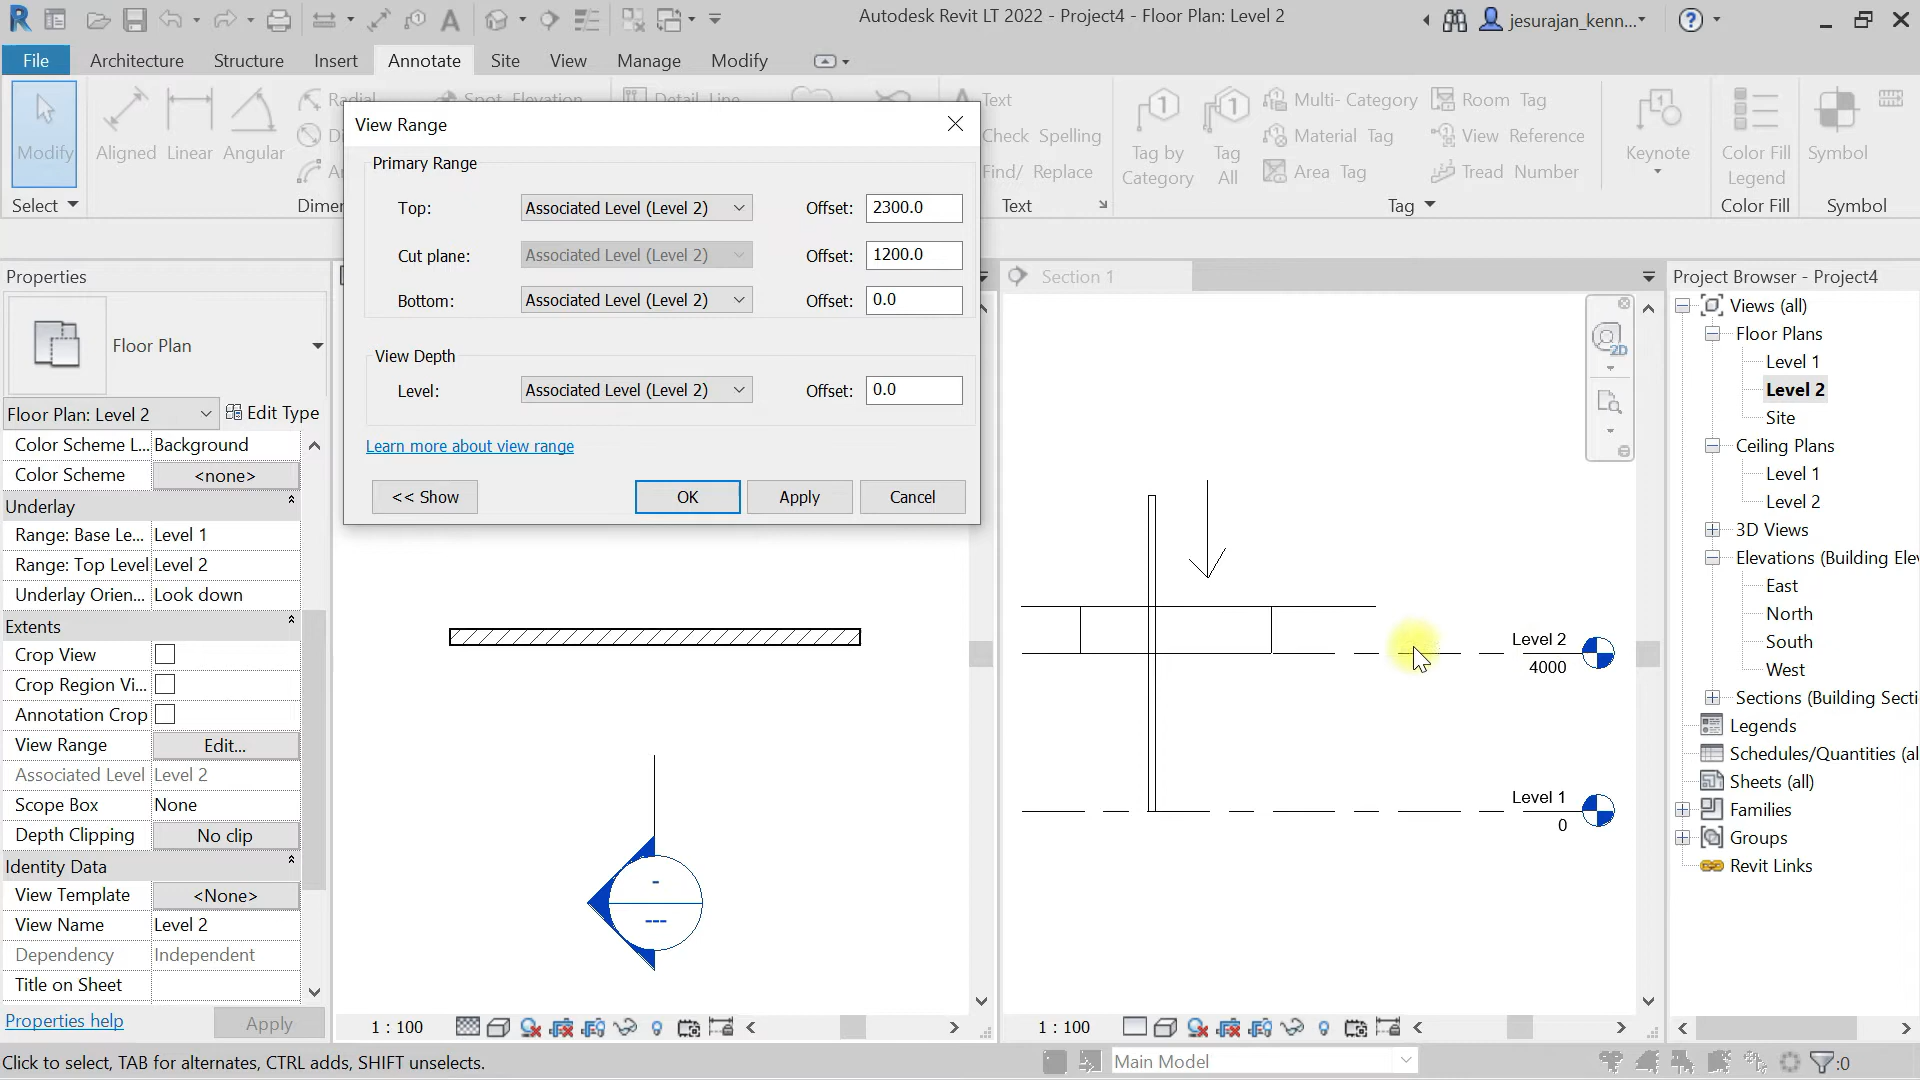 Autodesk Revit LT 2022 - Project4 - Floor Plan: Level 2
jesurajan_kenn...
File Architecture Structure Insert Annotate Site View Manage Modify
Modify
Select
Aligned Linear Angular
Radial
Spot Elevation
Detail Line
Text
Check Spelling
Find/ Replace
Text
Tag by Category
Tag All
Multi- Category
Material Tag
Area Tag
Room Tag
View Reference
Tread Number
Tag
Keynote
Color Fill Legend
Color Fill
Symbol
Symbol
View Range
Primary Range
Top: Associated Level (Level 2) Offset: 2300.0
Cut plane: Associated Level (Level 2) Offset: 1200.0
Bottom: Associated Level (Level 2) Offset: 0.0
View Depth
Level: Associated Level (Level 2) Offset: 0.0
Learn more about view range
<< Show OK Apply Cancel
Properties
Floor Plan
Floor Plan: Level 2 Edit Type
Color Scheme L... Background
Color Scheme <none>
Underlay
Range: Base Le... Level 1
Range: Top Level Level 2
Underlay Orien... Look down
Extents
Crop View
Crop Region Vi...
Annotation Crop
View Range Edit...
Associated Level Level 2
Scope Box None
Depth Clipping No clip
Identity Data
View Template <None>
View Name Level 2
Dependency Independent
Title on Sheet
Properties help Apply
-
---
1 : 100
Section 1
2D
Level 2
4000
Level 1
0
1 : 100
Project Browser - Project4
Views (all)
Floor Plans
Level 1
Level 2
Site
Ceiling Plans
Level 1
Level 2
3D Views
Elevations (Building Ele
East
North
South
West
Sections (Building Secti
Legends
Schedules/Quantities (al
Sheets (all)
Families
Groups
Revit Links
Click to select, TAB for alternates, CTRL adds, SHIFT unselects.
Main Model
:0